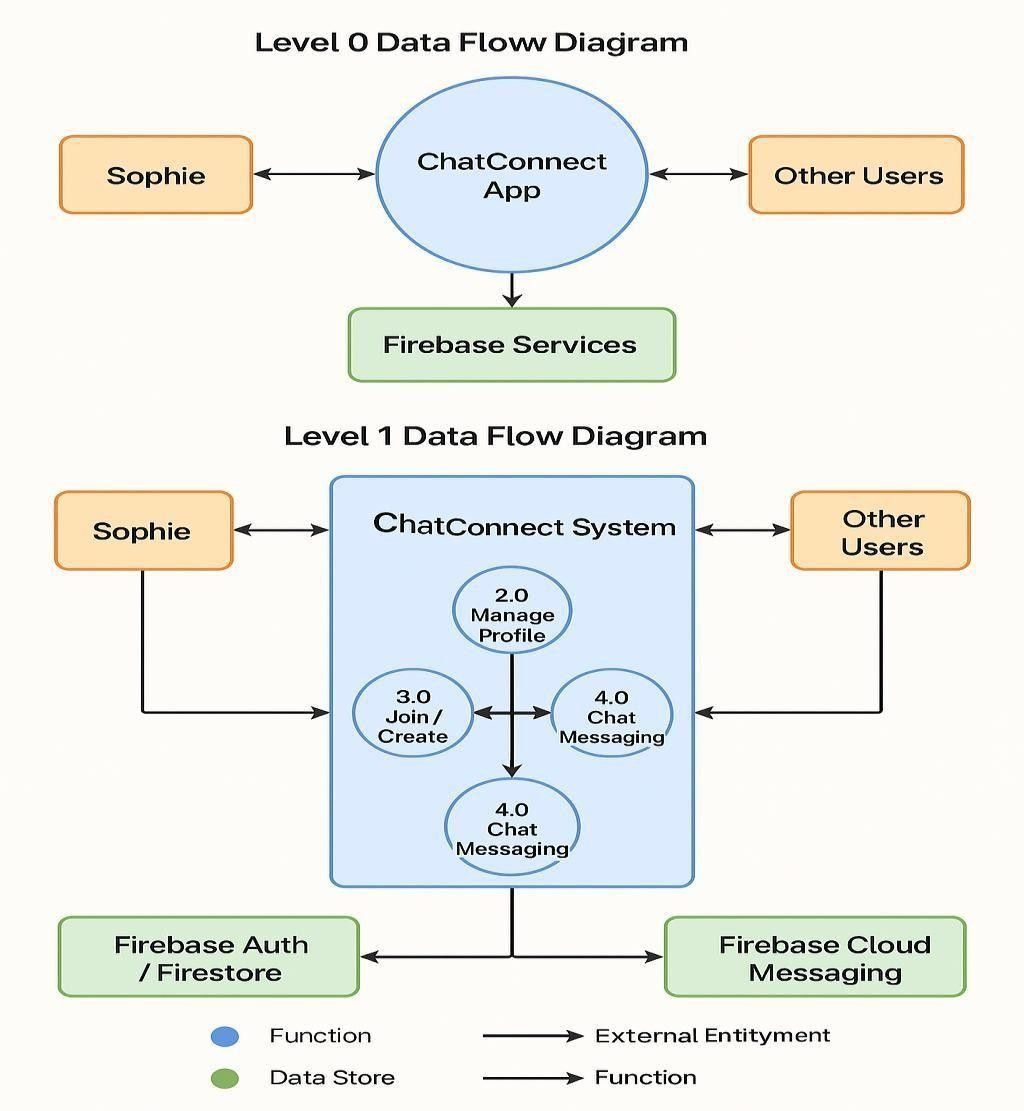 Level 0 Data Flow Diagram
Sophie
ChatConnect
App
Other Users
Firebase Services
Level 1 Data Flow Diagram
Sophie
ChatConnect System
Other
Users
2.0
Manage
Profile
3.0
Join /
Create
4.0
Chat
Messaging
4.0
Chat
Messaging
Firebase Auth
/ Firestore
Firebase Cloud
Messaging
Function
External Entityment
Data Store
Function